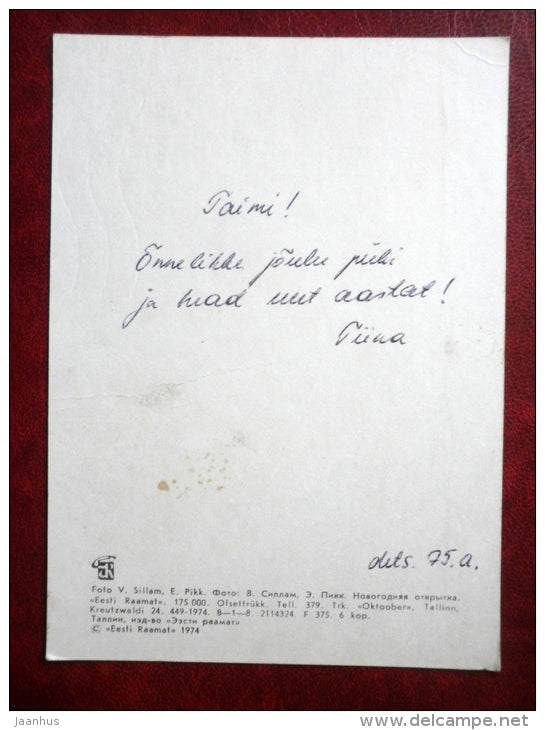 Taimi!
Õnnelikke jõulu pühi
ja head uut aastat!
Tiina
dets. 75.a.
Foto V. Sillam, E. Pikk. Фото: В. Силлам, Э. Пикк. Новогодняя открытка.
«Eesti Raamat», 175 000. Ofsettrükk. Tell. 379. Trk. «Oktoober», Tallinn,
Kreutzwaldi 24. 449-1974. 8—1—8. 2114324. F 375. 6 kop.
Таллин, изд-во «Ээсти раамат»
© «Eesti Raamat» 1974
jaanhus
www.delcampe.net